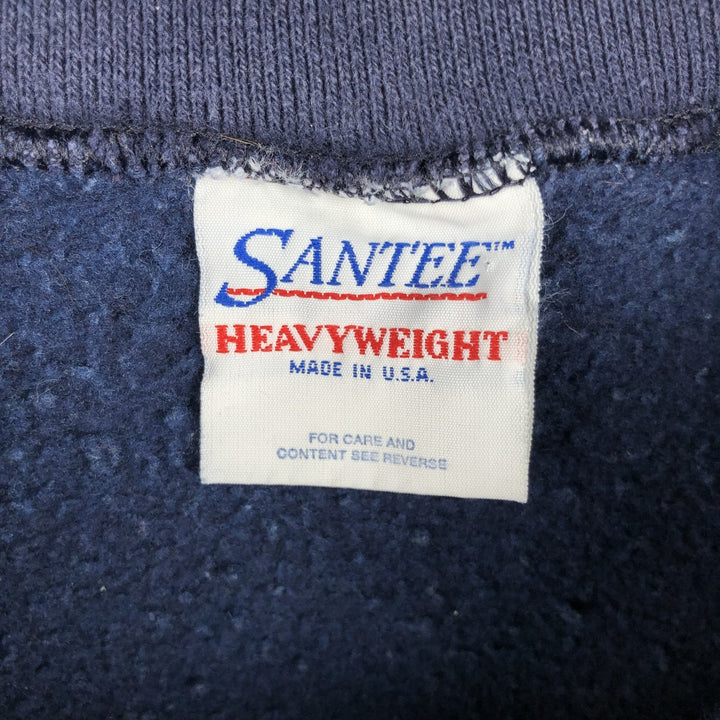 SANTEE™
HEAVYWEIGHT
MADE IN U.S.A.
FOR CARE AND
CONTENT SEE REVERSE